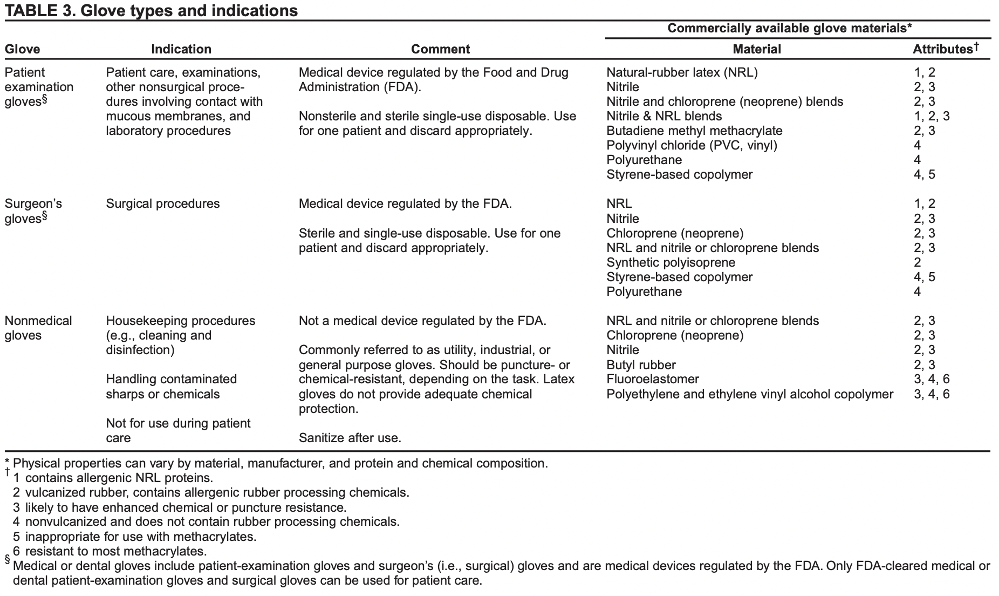 TABLE 3. Glove types and indications
Commercially available glove materials*
Glove Indication Comment Material Attributes†
Patient Patient care, examinations, Medical device regulated by the Food and Drug Natural-rubber latex (NRL) 1, 2
examination other nonsurgical proce- Administration (FDA). Nitrile 2, 3
gloves§ dures involving contact with Nitrile and chloroprene (neoprene) blends 2, 3
mucous membranes, and Nonsterile and sterile single-use disposable. Use Nitrile & NRL blends 1, 2, 3
laboratory procedures for one patient and discard appropriately. Butadiene methyl methacrylate 2, 3
Polyvinyl chloride (PVC, vinyl) 4
Polyurethane 4
Styrene-based copolymer 4, 5
Surgeon’s Surgical procedures Medical device regulated by the FDA. NRL 1, 2
gloves§ Nitrile 2, 3
Sterile and single-use disposable. Use for one Chloroprene (neoprene) 2, 3
patient and discard appropriately. NRL and nitrile or chloroprene blends 2, 3
Synthetic polyisoprene 2
Styrene-based copolymer 4, 5
Polyurethane 4
Nonmedical Housekeeping procedures Not a medical device regulated by the FDA. NRL and nitrile or chloroprene blends 2, 3
gloves (e.g., cleaning and Chloroprene (neoprene) 2, 3
disinfection) Commonly referred to as utility, industrial, or Nitrile 2, 3
general purpose gloves. Should be puncture- or Butyl rubber 2, 3
Handling contaminated chemical-resistant, depending on the task. Latex Fluoroelastomer 3, 4, 6
sharps or chemicals gloves do not provide adequate chemical Polyethylene and ethylene vinyl alcohol copolymer 3, 4, 6
protection.
Not for use during patient
care Sanitize after use.
* Physical properties can vary by material, manufacturer, and protein and chemical composition.
† 1 contains allergenic NRL proteins.
2 vulcanized rubber, contains allergenic rubber processing chemicals.
3 likely to have enhanced chemical or puncture resistance.
4 nonvulcanized and does not contain rubber processing chemicals.
5 inappropriate for use with methacrylates.
6 resistant to most methacrylates.
§ Medical or dental gloves include patient-examination gloves and surgeon’s (i.e., surgical) gloves and are medical devices regulated by the FDA. Only FDA-cleared medical or
dental patient-examination gloves and surgical gloves can be used for patient care.